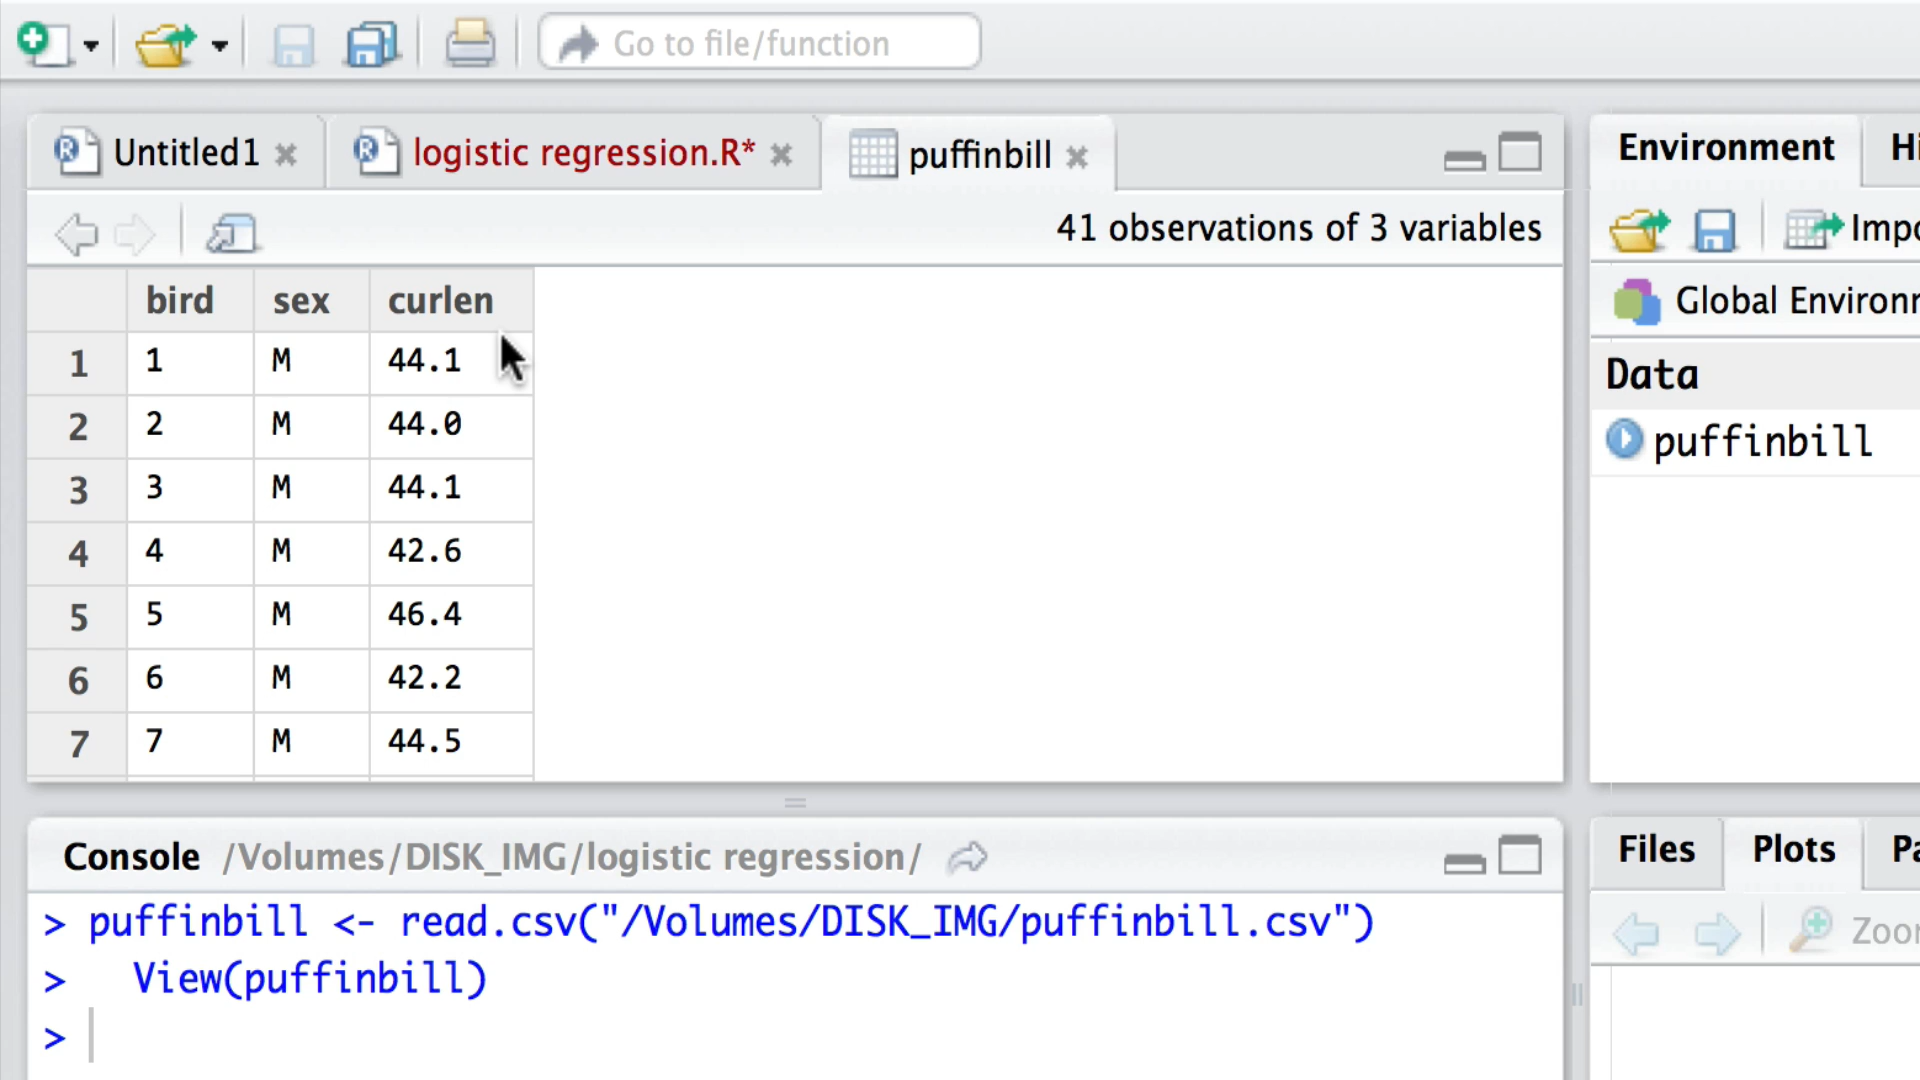 Go to file/function
Untitled1
logistic regression.R*
puffinbill
41 observations of 3 variables
bird sex curlen
1 1 M 44.1
2 2 M 44.0
3 3 M 44.1
4 4 M 42.6
5 5 M 46.4
6 6 M 42.2
7 7 M 44.5
Console /Volumes/DISK_IMG/logistic regression/
> puffinbill <- read.csv("/Volumes/DISK_IMG/puffinbill.csv")
> View(puffinbill)
>
Environment
Data
puffinbill
Global
Files
Plots